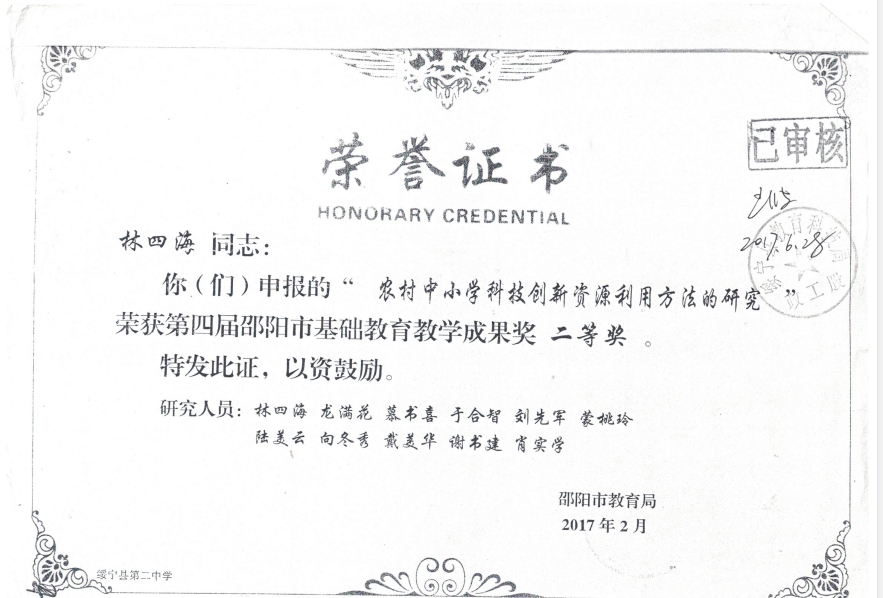 荣誉证书
HONORARY CREDENTIAL
已审核
2017.6.28
林四海 同志：
你（们）申报的“ 农村中小学科技创新资源利用方法的研究 ”
荣获第四届邵阳市基础教育教学成果奖 二等奖 。
特发此证，以资鼓励。
研究人员：林四海 龙满花 慕书喜 于合智 刘先军 蒙桃玲
陆美云 向冬秀 戴美华 谢书建 肖实学
邵阳市教育局
2017 年 2 月
绥宁县第二中学